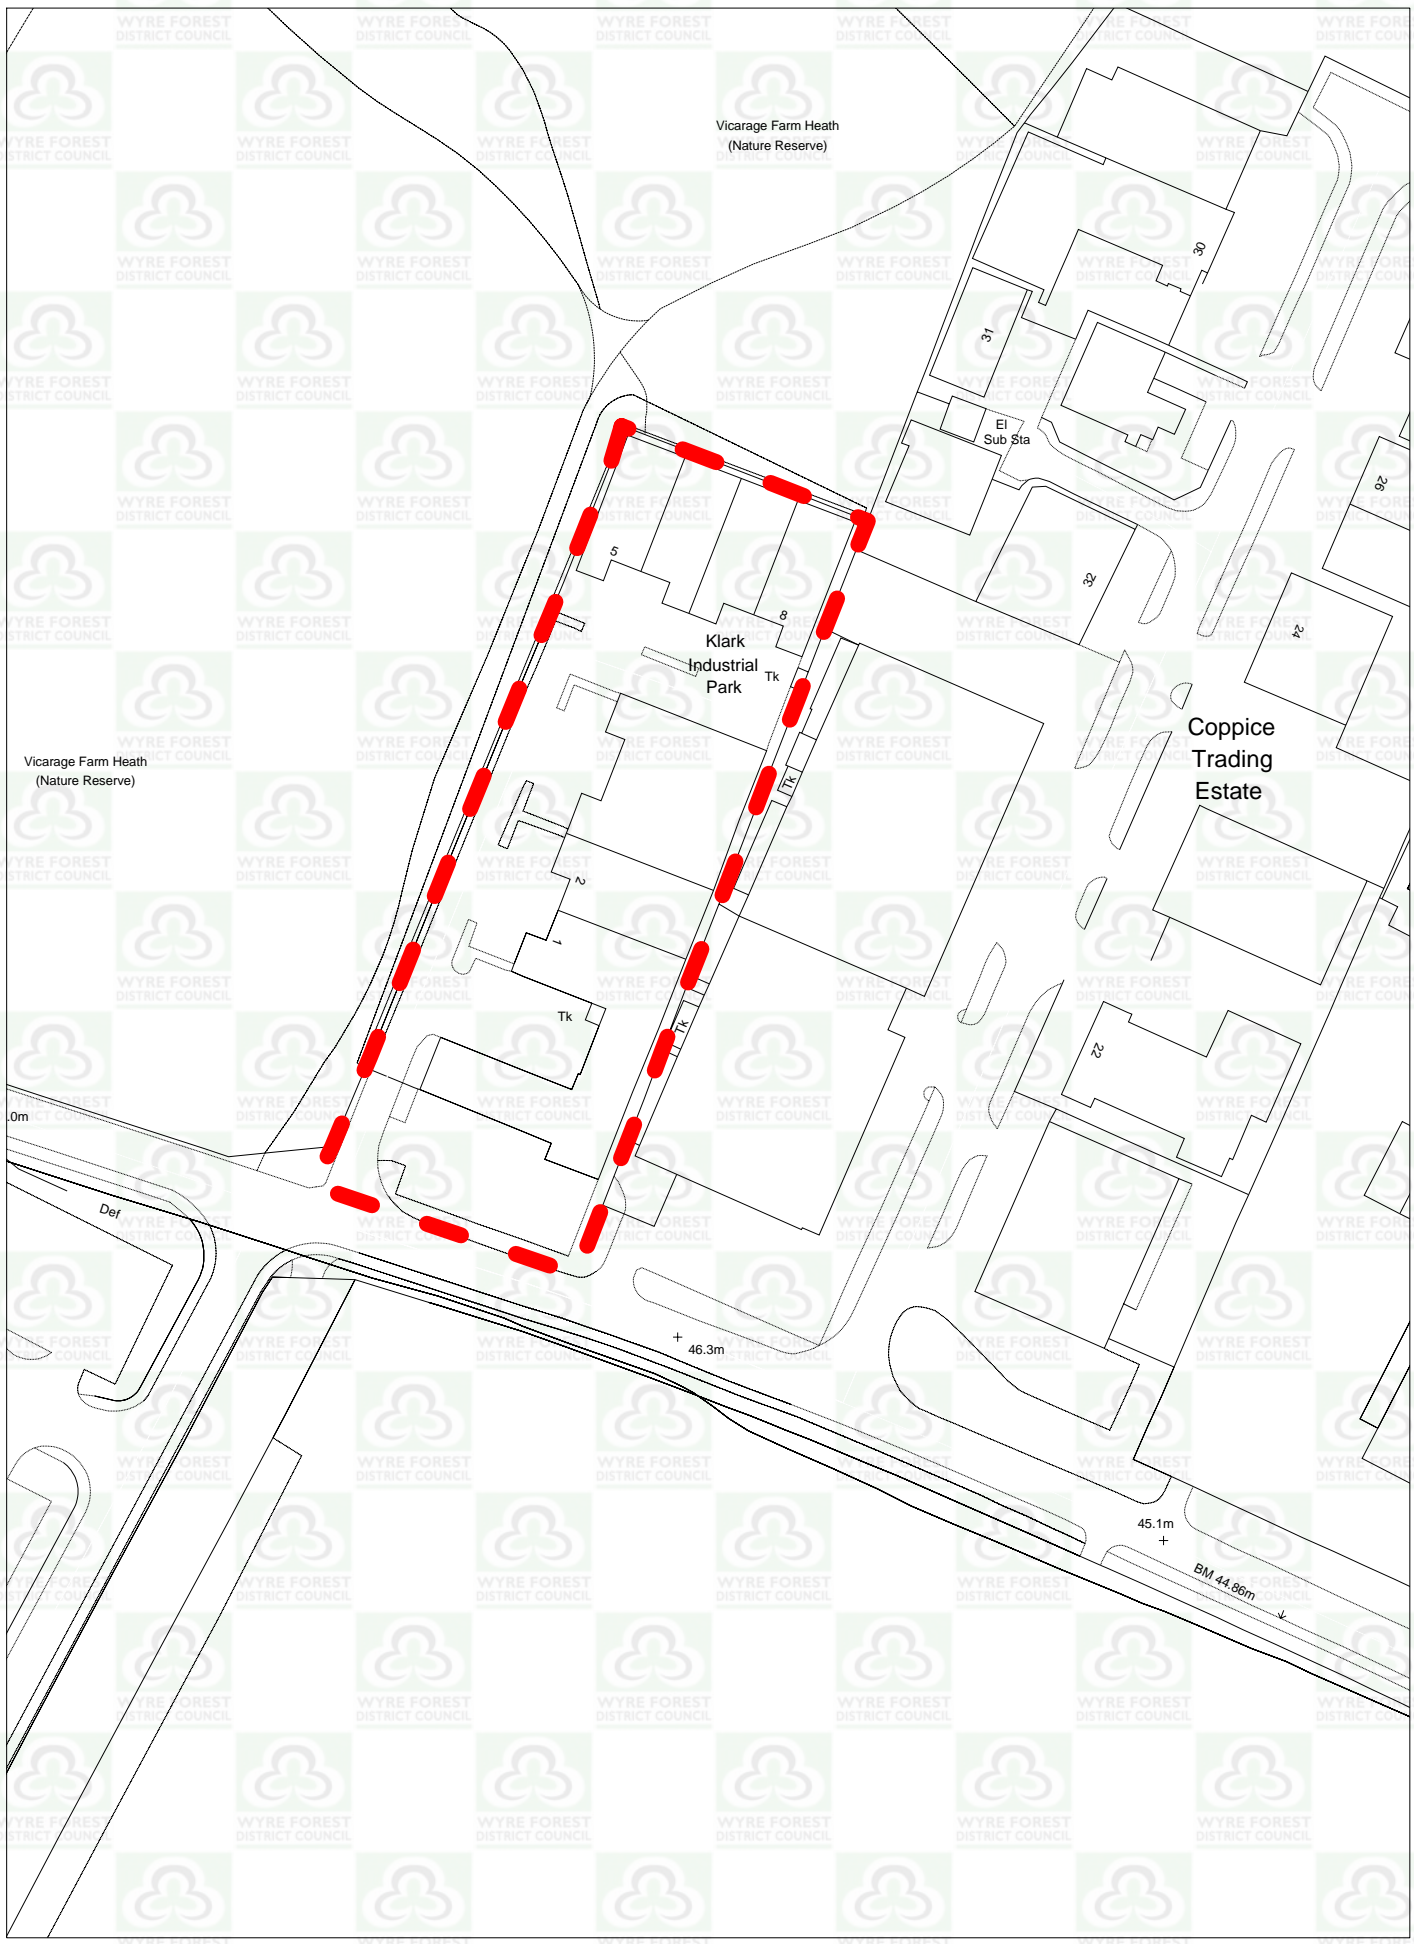 Vicarage Farm Heath
(Nature Reserve)
30
31
El
Sub Sta
26
5
32
8
24
Klark
Industrial
Park
Tk
Coppice
Trading
Estate
Vicarage Farm Heath
(Nature Reserve)
Tk
2
1
Tk
Tk
22
.0m
Def
46.3m
45.1m
BM 44.86m
WYRE FOREST
DISTRICT COUNCIL